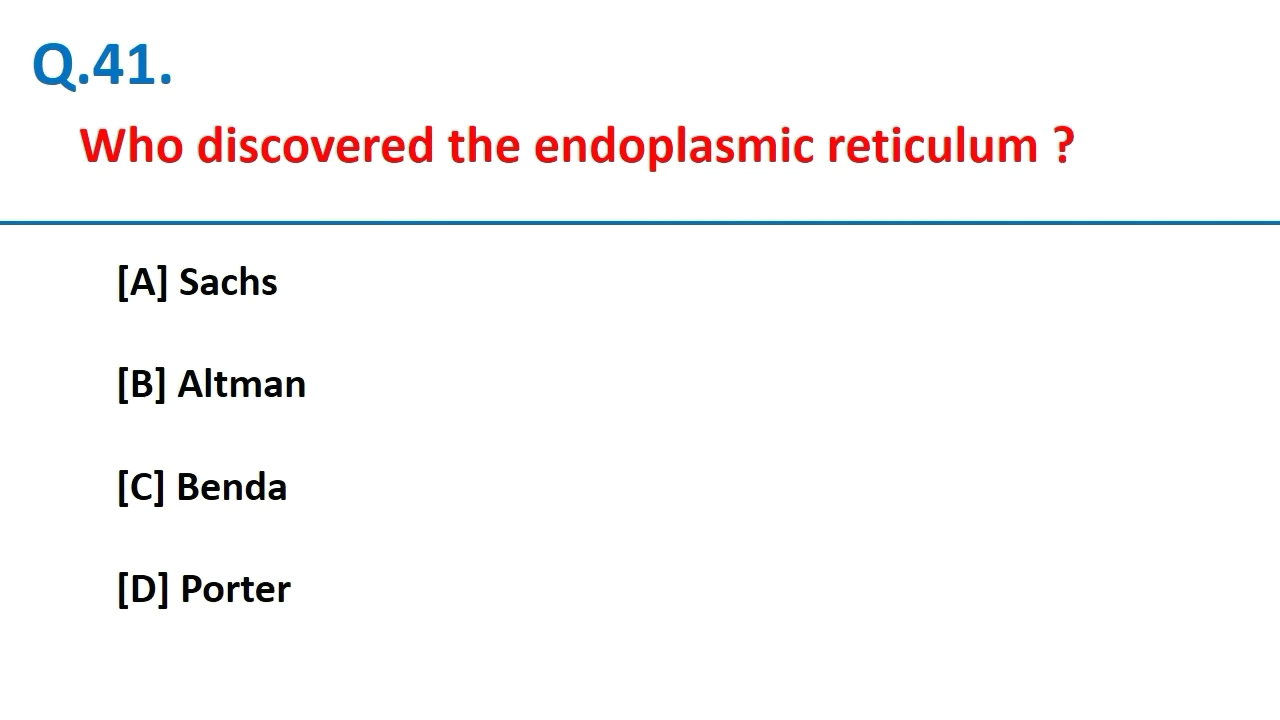 Q.41.
Who discovered the endoplasmic reticulum ?
[A] Sachs
[B] Altman
[C] Benda
[D] Porter